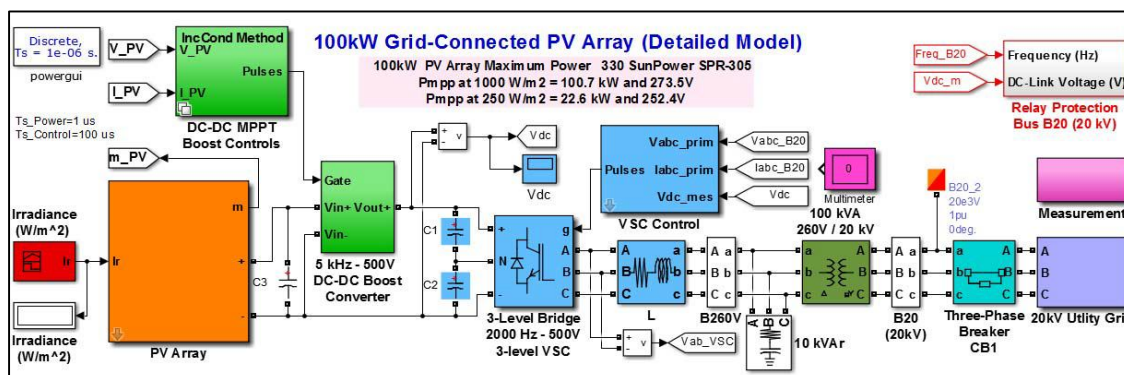 Discrete,
Ts = 1e-06 s.
powergui
V_PV
I_PV
IncCond Method
V_PV
Pulses
I_PV
DC-DC MPPT
Boost Controls
100kW Grid-Connected PV Array (Detailed Model)
100kW PV Array Maximum Power 330 SunPower SPR-305
Pmpp at 1000 W/m2 = 100.7 kW and 273.5V
Pmpp at 250 W/m2 = 22.6 kW and 252.4V
Freq_B20
Vdc_m
Frequency (Hz)
DC-Link Voltage (V)
Relay Protection
Bus B20 (20 kV)
Ts_Power=1 us
Ts_Control=100 us
m_PV
Irradiance
(W/m^2)
Ir
Irradiance
(W/m^2)
Ir
m
+
-
PV Array
C3
Gate
Vin+ Vout+
Vin-
5 kHz - 500V
DC-DC Boost
Converter
+
-
v
Vdc
Vdc
C1
C2
g
+
A
N
B
-
C
3-Level Bridge
2000 Hz - 500V
3-level VSC
Vabc_prim
Pulses
Iabc_prim
Vdc_mes
VSC Control
Vabc_B20
Iabc_B20
Vdc
0
Multimeter
100 kVA
260V / 20 kV
A a
B b
C c
L
A a
B b
C c
B260V
+
-
v
Vab_VSC
A
B
C
10 kVAr
a A
b B
c C
A a
B b
C c
B20
(20kV)
B20_2
20e3V
1pu
0deg.
a A
b B
c C
Three-Phase
Breaker
CB1
Measurement
A
B
C
20kV Utlity Gri